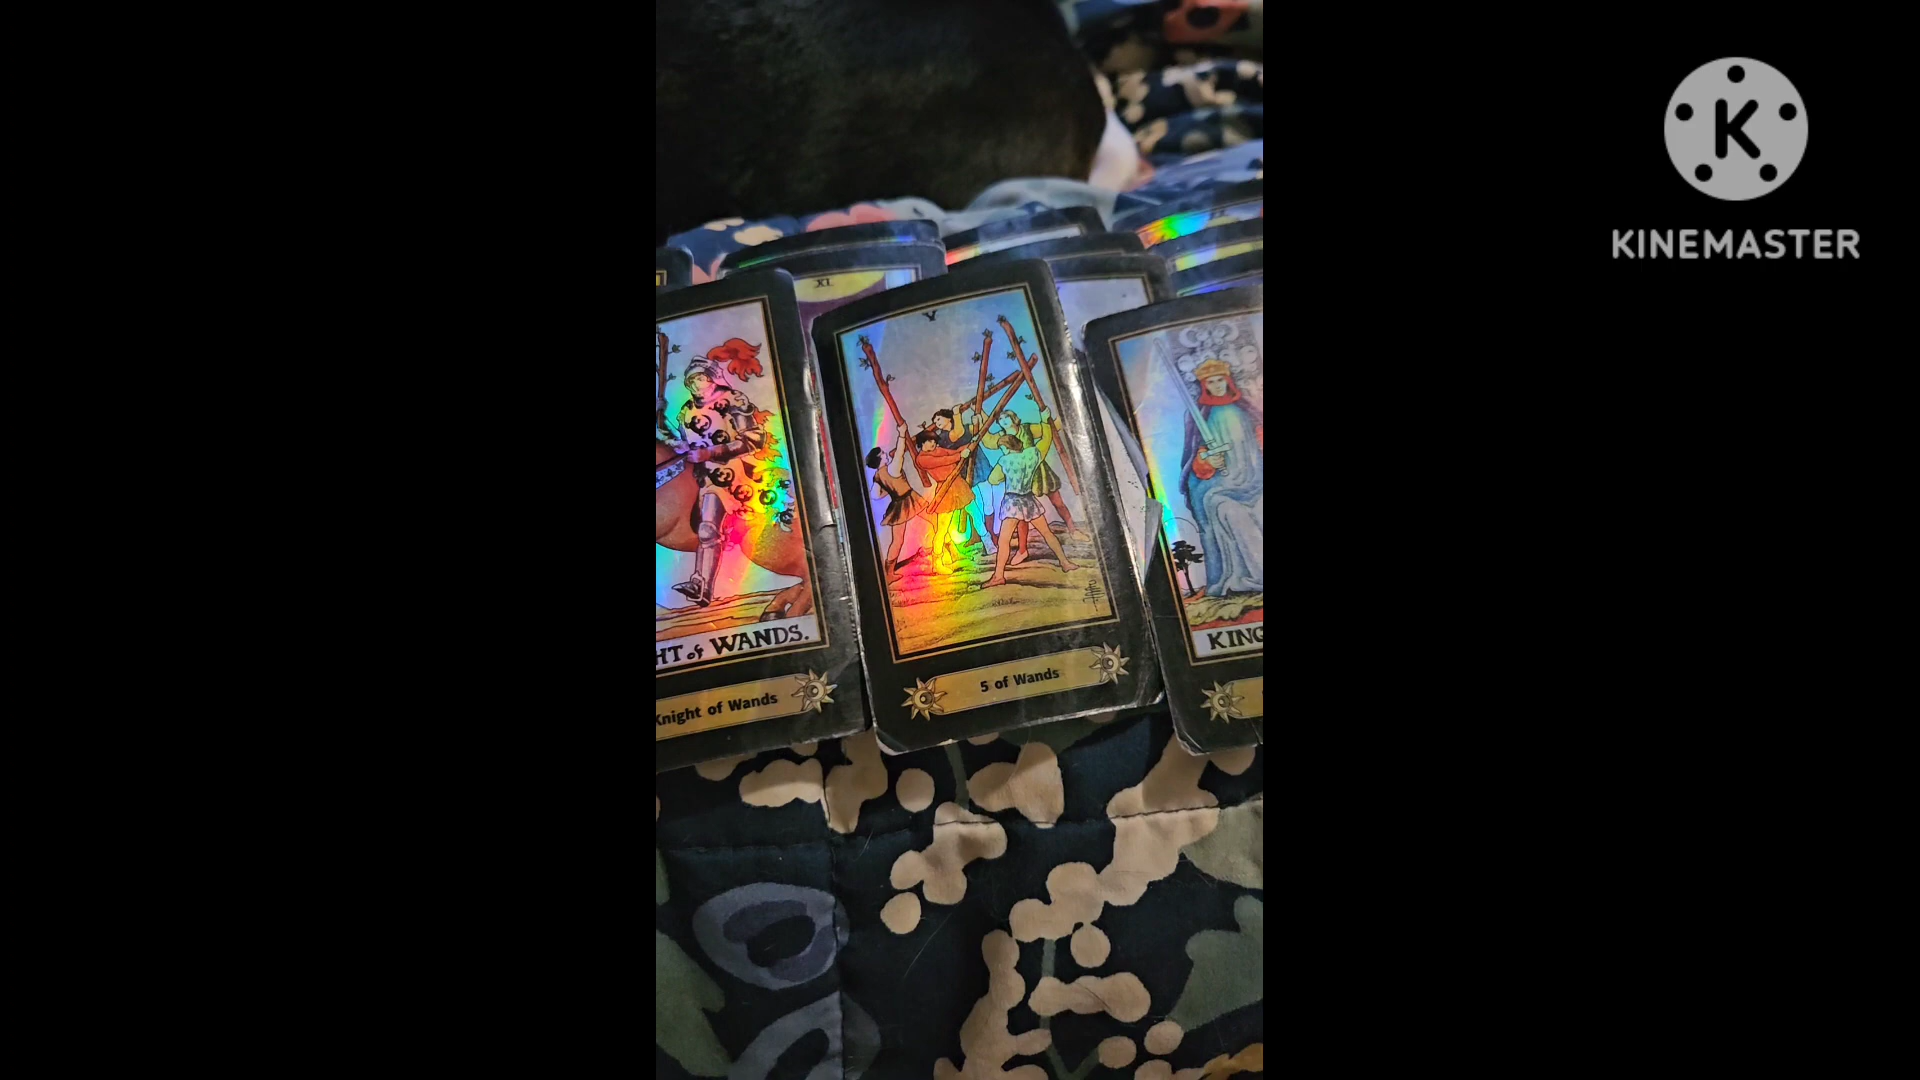 K
KINEMASTER
XI
V
HT of WANDS.
Knight of Wands
5 of Wands
KING